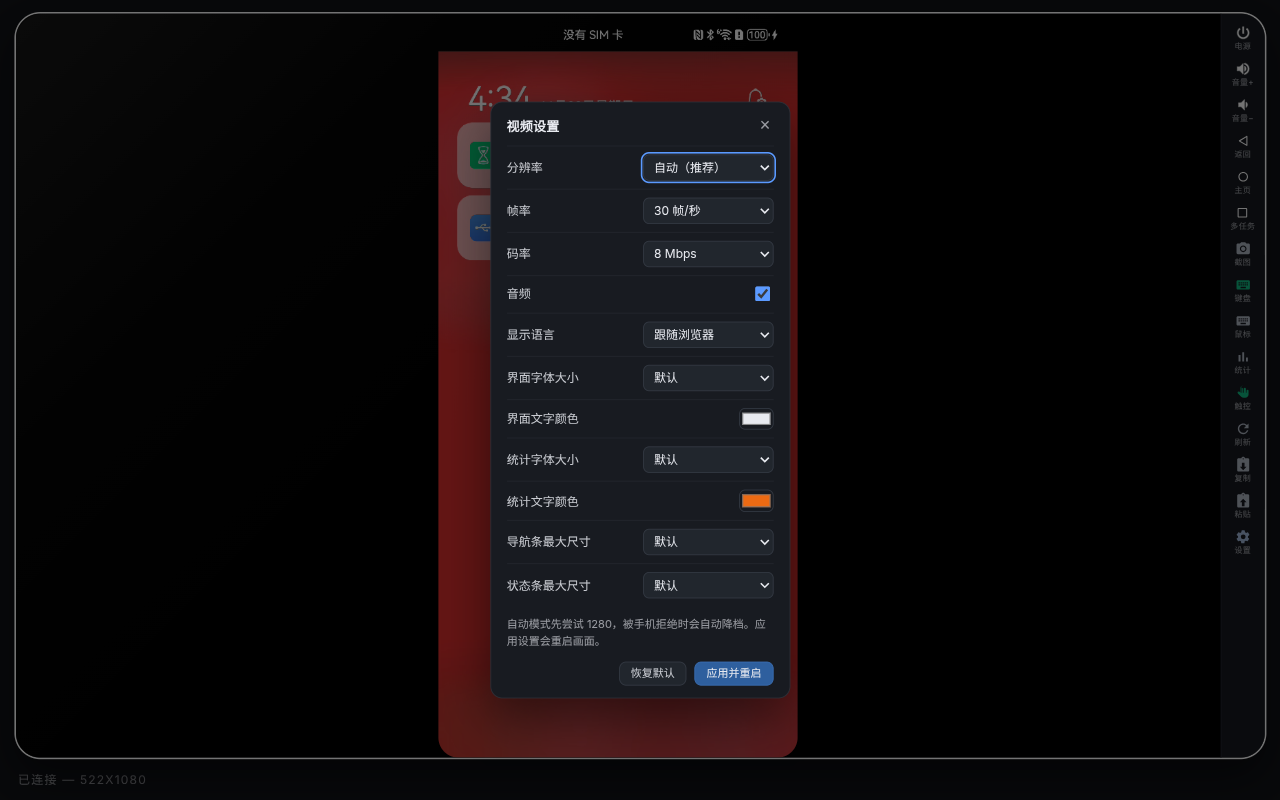 没有 SIM 卡
100
4:34
视频设置
分辨率
自动（推荐）
帧率
30 帧/秒
码率
8 Mbps
音频
显示语言
跟随浏览器
界面字体大小
默认
界面文字颜色
统计字体大小
默认
统计文字颜色
导航条最大尺寸
默认
状态条最大尺寸
默认
自动模式先尝试 1280，被手机拒绝时会自动降档。应
用设置会重启画面。
恢复默认
应用并重启
电源
音量+
音量-
返回
主页
多任务
截图
键盘
鼠标
统计
触控
刷新
复制
粘贴
设置
已连接 — 522X1080